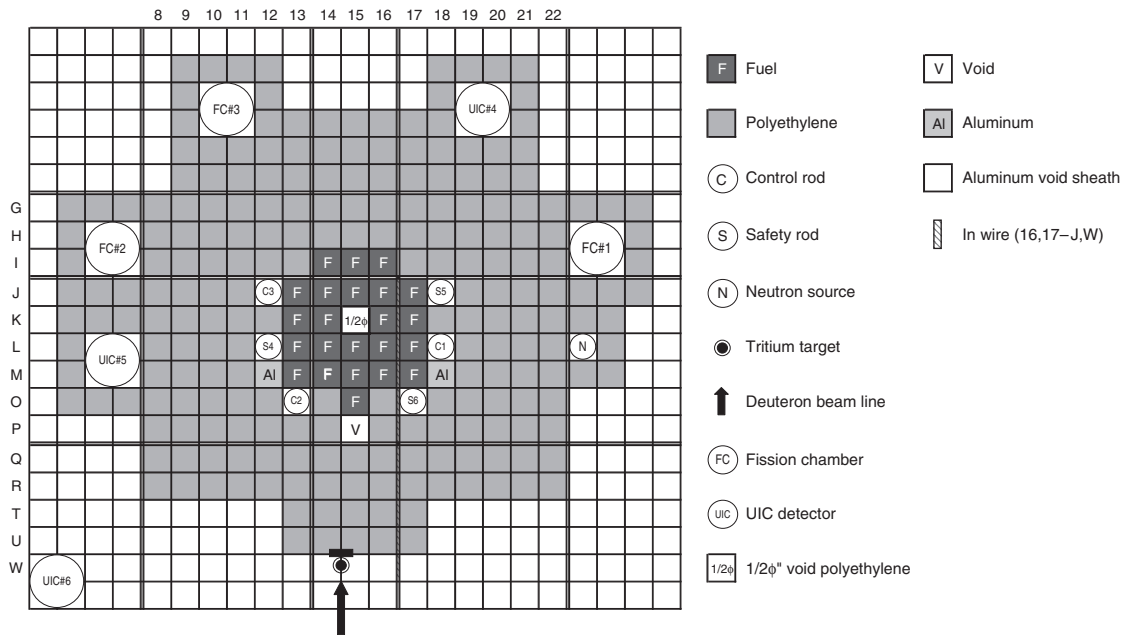 8 9 10 11 12 13 14 15 16 17 18 19 20 21 22
FC#3 UIC#4
G
H FC#2 FC#1
I F F F
J C3 F F F F F S5
K F F 1/2ϕ F F
L UIC#5 S4 F F F F F C1 N
M Al F F F F F Al
O C2 F S6
P V
Q
R
T
U
W
UIC#6
F Fuel
Polyethylene
C Control rod
S Safety rod
N Neutron source
Tritium target
Deuteron beam line
FC Fission chamber
UIC UIC detector
1/2ϕ 1/2ϕ" void polyethylene
V Void
Al Aluminum
Aluminum void sheath
In wire (16,17–J,W)